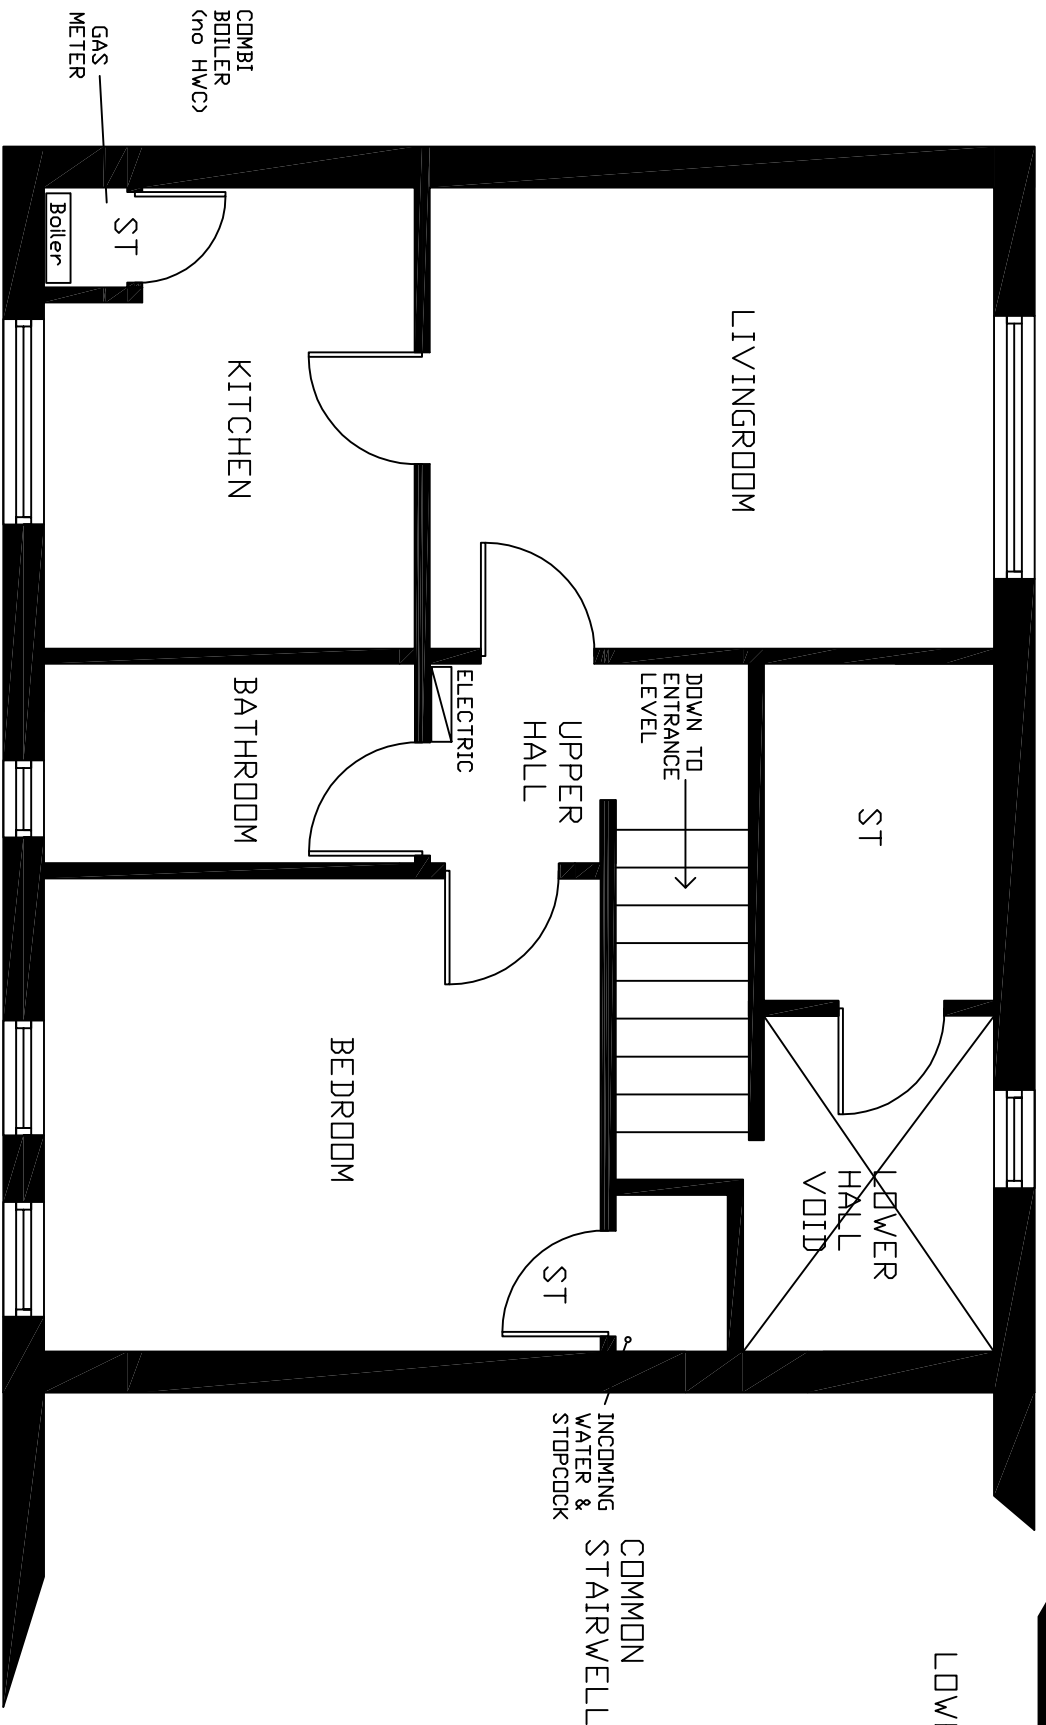 COMBI
BOILER
(no HWC)
GAS
METER
Boiler
ST
KITCHEN
LIVINGROOM
BATHROOM
ELECTRIC
UPPER
HALL
DOWN TO
ENTRANCE
LEVEL
ST
BEDROOM
LOWER
HALL
VOID
ST
INCOMING
WATER &
STOPCOCK
COMMON
STAIRWELL